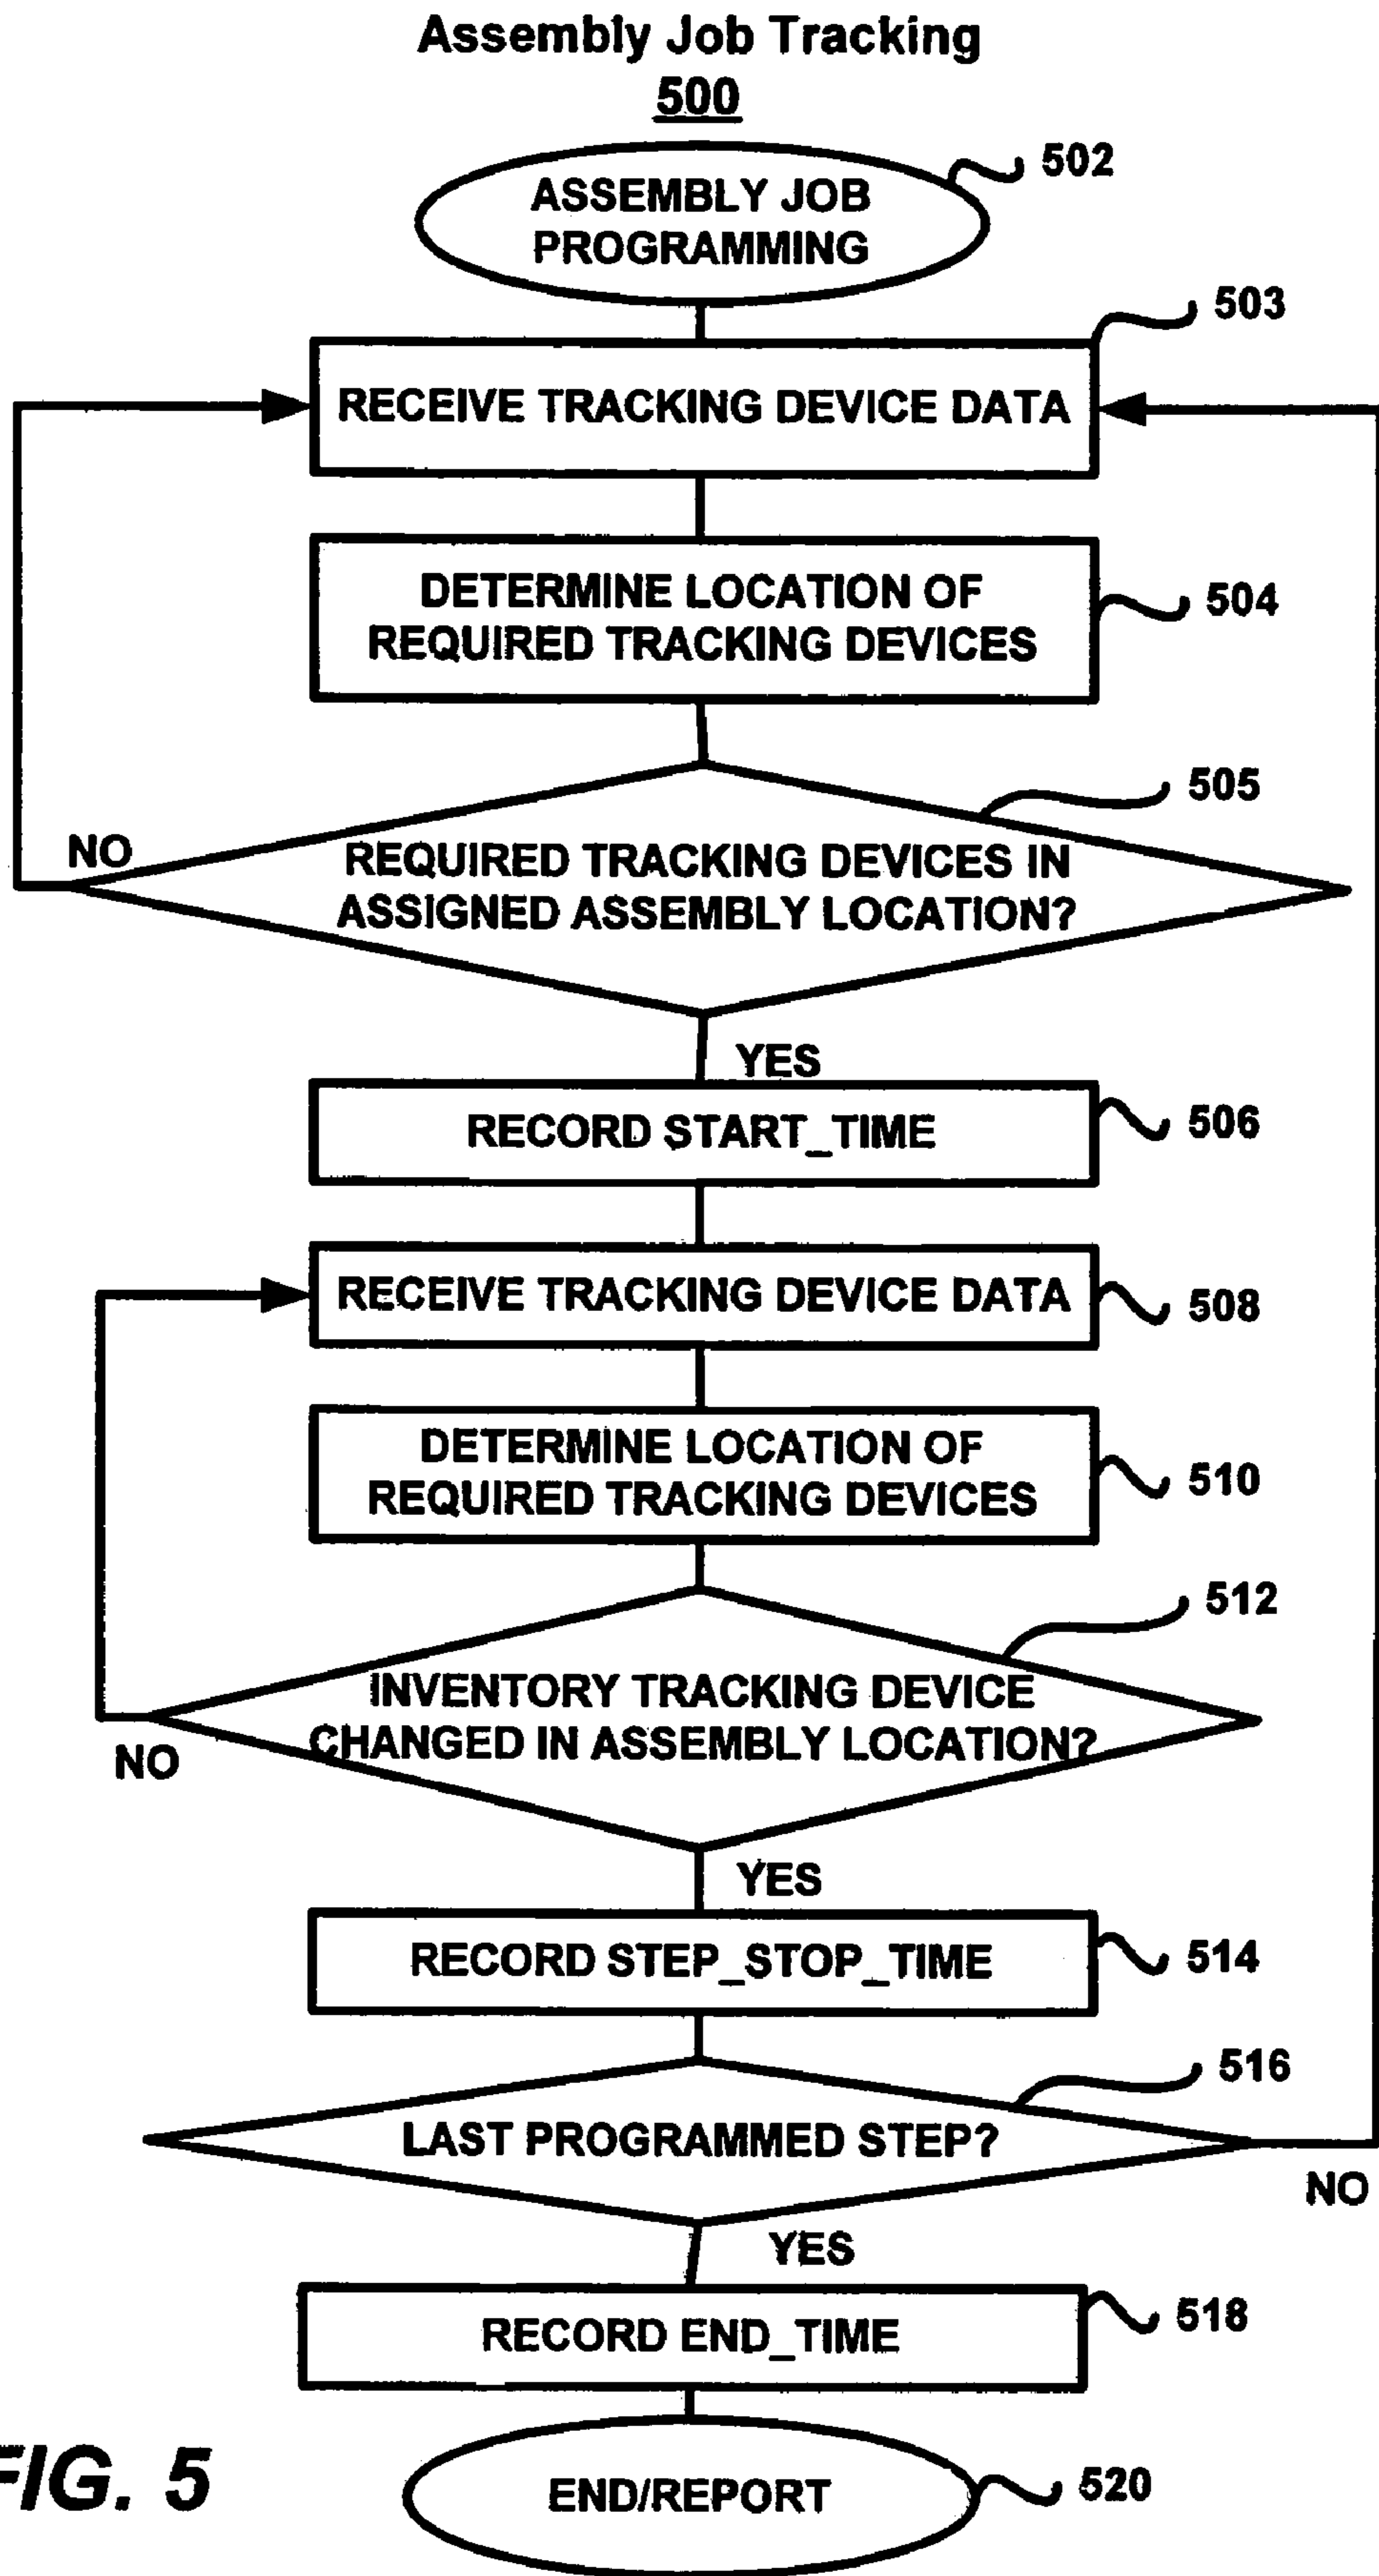 Assembly Job Tracking
500
502
ASSEMBLY JOB
PROGRAMMING
503
RECEIVE TRACKING DEVICE DATA
DETERMINE LOCATION OF
REQUIRED TRACKING DEVICES
504
505
NO
REQUIRED TRACKING DEVICES IN
ASSIGNED ASSEMBLY LOCATION?
YES
RECORD START_TIME
506
RECEIVE TRACKING DEVICE DATA
508
DETERMINE LOCATION OF
REQUIRED TRACKING DEVICES
510
512
INVENTORY TRACKING DEVICE
CHANGED IN ASSEMBLY LOCATION?
NO
YES
RECORD STEP_STOP_TIME
514
516
LAST PROGRAMMED STEP?
NO
YES
RECORD END_TIME
518
FIG. 5
END/REPORT
520